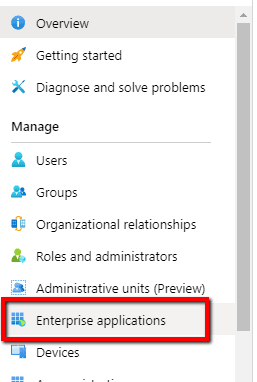 Overview
Getting started
Diagnose and solve problems
Manage
Users
Groups
Organizational relationships
Roles and administrators
Administrative units (Preview)
Enterprise applications
Devices